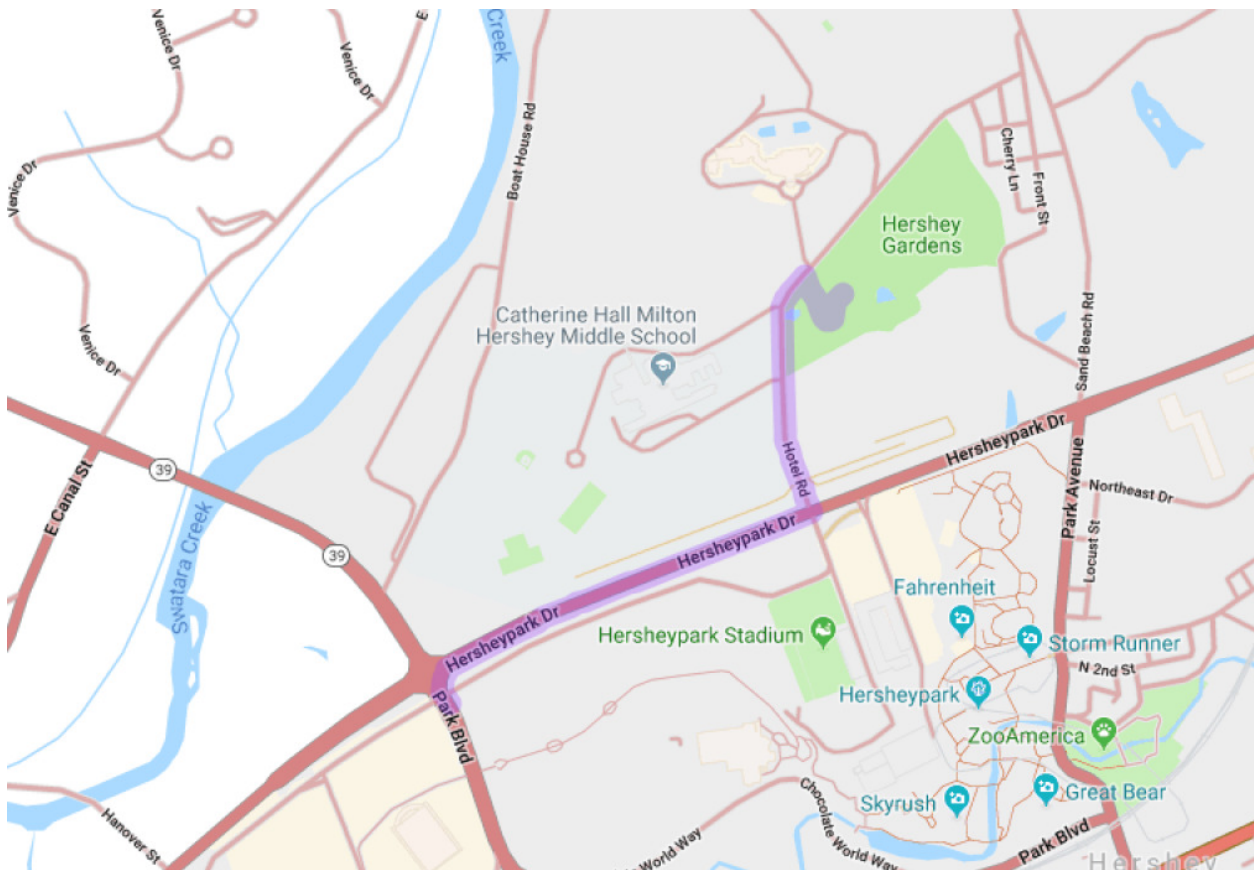 Venice Dr
Venice Dr
E
Creek
Boat House Rd
Cherry Ln
Front St
Venice Dr
Hershey
Gardens
Catherine Hall Milton
Hershey Middle School
Sand Beach Rd
Venice Dr
Hersheypark Dr
Hotel Rd
39
E Canal St
Park Avenue
Northeast Dr
Swatara Creek
Hersheypark Dr
39
Locust St
Fahrenheit
Hersheypark Dr
Hersheypark Stadium
Storm Runner
N 2nd St
Hersheypark
Park Blvd
ZooAmerica
Skyrush
Great Bear
Hanover St
Chocolate World Way
World Way
Park Blvd
Hershey